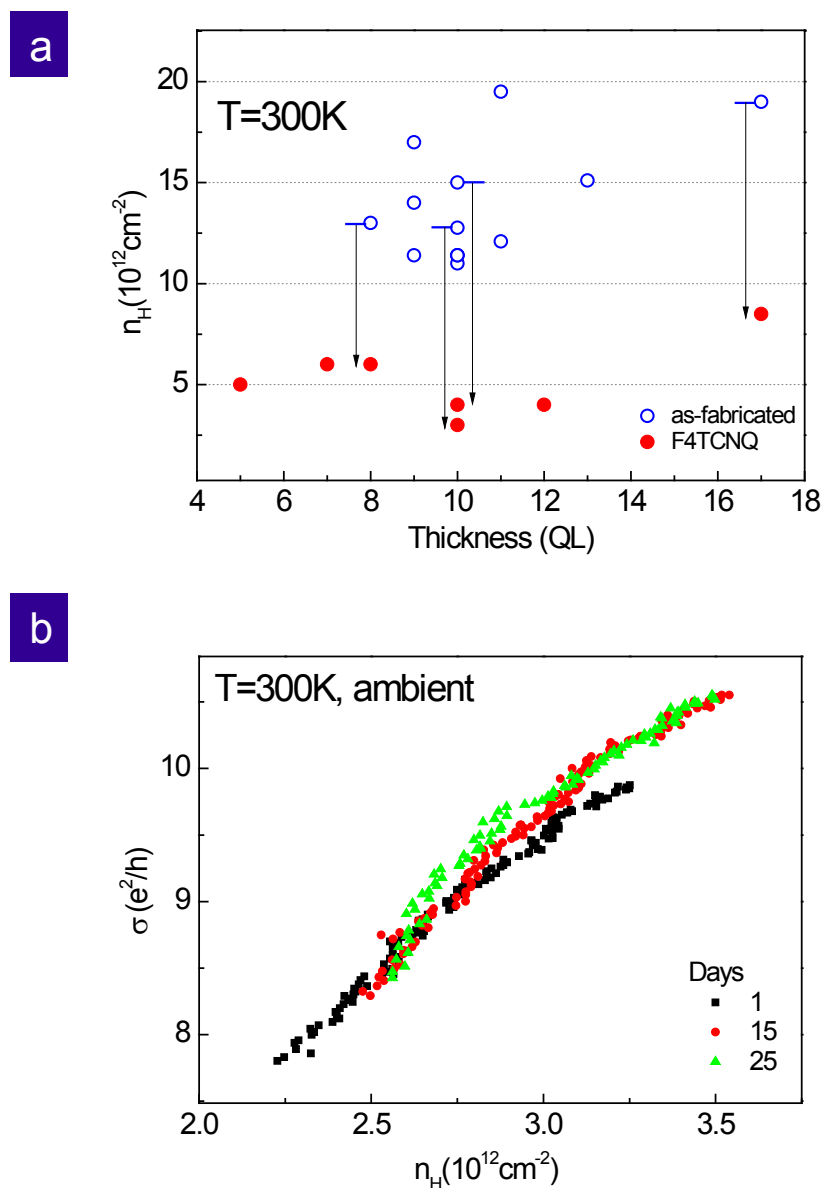 a
T=300K
20
15
10
5
n_H(10^12cm^-2)
as-fabricated
F4TCNQ
4 6 8 10 12 14 16 18
Thickness (QL)
b
T=300K, ambient
10
9
8
σ (e^2/h)
Days
1
15
25
2.0 2.5 3.0 3.5
n_H(10^12cm^-2)